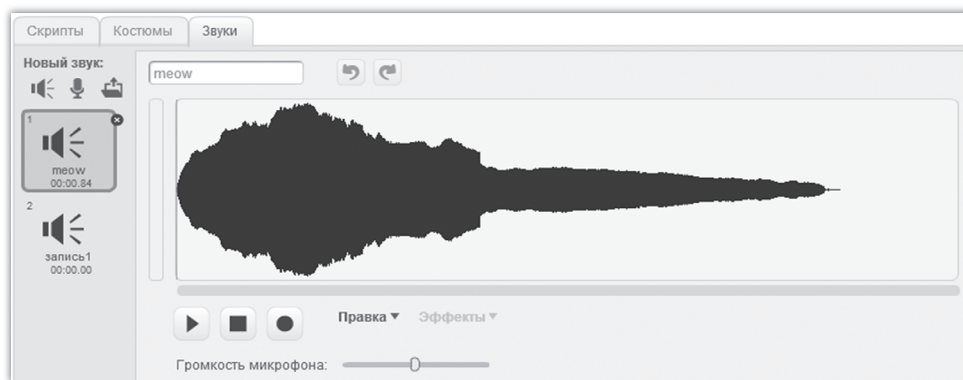 Скрипты Костюмы Звуки
Новый звук:
meow
1
meow
00:00.84
2
запись1
00:00.00
Правка Эффекты
Громкость микрофона: